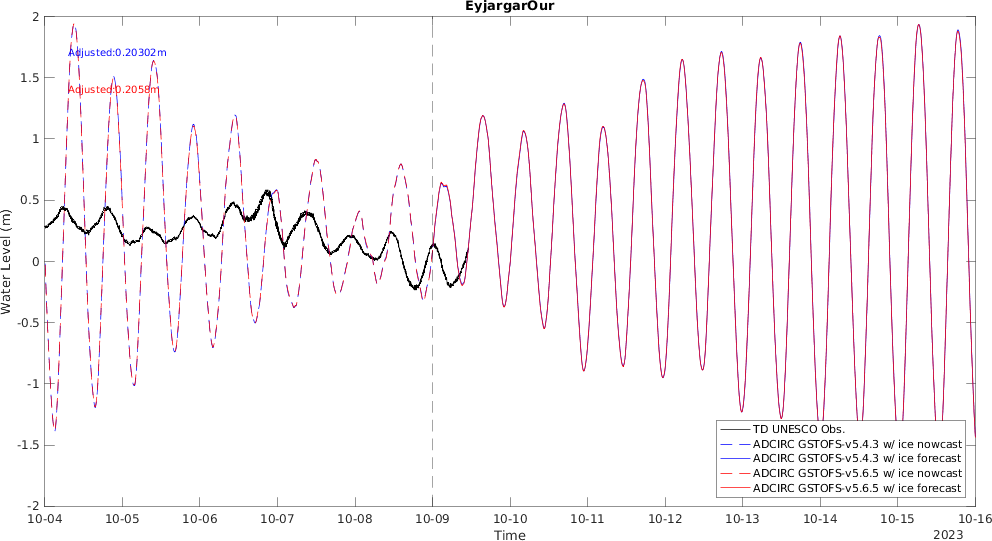 EyjargarOur
Adjusted:0.20302m
Adjusted:0.2058m
Water Level (m)
2
1.5
1
0.5
0
-0.5
-1
-1.5
-2
TD UNESCO Obs.
ADCIRC GSTOFS-v5.4.3 w/ ice nowcast
ADCIRC GSTOFS-v5.4.3 w/ ice forecast
ADCIRC GSTOFS-v5.6.5 w/ ice nowcast
ADCIRC GSTOFS-v5.6.5 w/ ice forecast
10-04 10-05 10-06 10-07 10-08 10-09 10-10 10-11 10-12 10-13 10-14 10-15 10-16
Time
2023